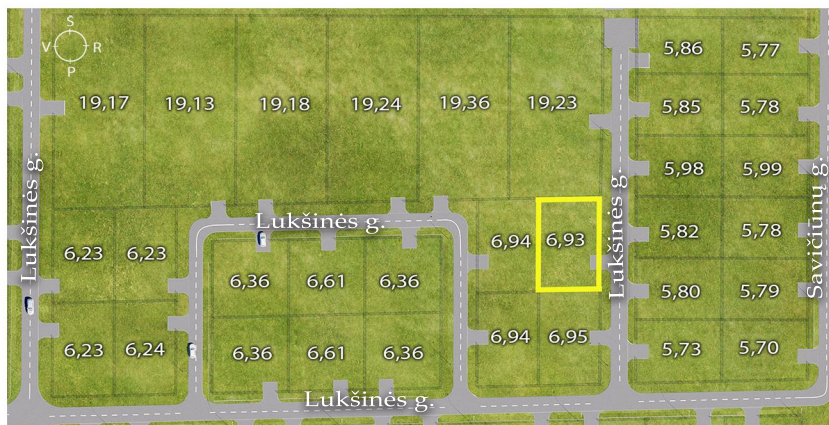 S
V R
P
19,17 19,13 19,18 19,24 19,36 19,23
5,86 5,77
5,85 5,78
5,98 5,99
5,82 5,78
5,80 5,79
5,73 5,70
Lukšinės g.
Lukšinės g.
Lukšinės g.
Savičiūnų g.
6,23 6,23
6,23 6,24
6,36 6,61 6,36
6,36 6,61 6,36
6,94 6,93
6,94 6,95
Lukšinės g.